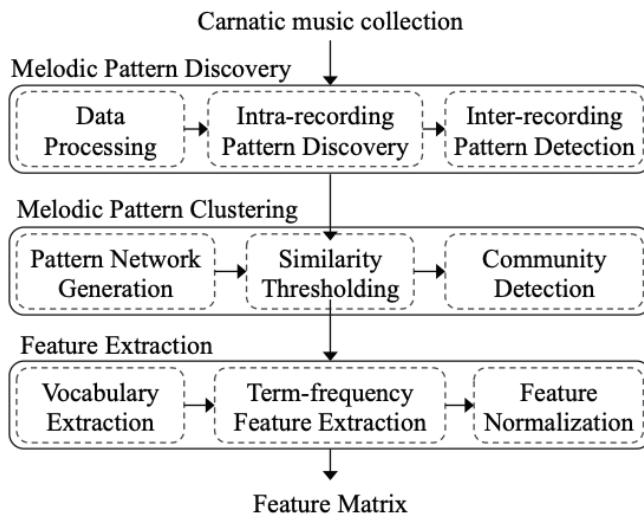 Carnatic music collection
Melodic Pattern Discovery
Data
Processing
Intra-recording
Pattern Discovery
Inter-recording
Pattern Detection
Melodic Pattern Clustering
Pattern Network
Generation
Similarity
Thresholding
Community
Detection
Feature Extraction
Vocabulary
Extraction
Term-frequency
Feature Extraction
Feature
Normalization
Feature Matrix